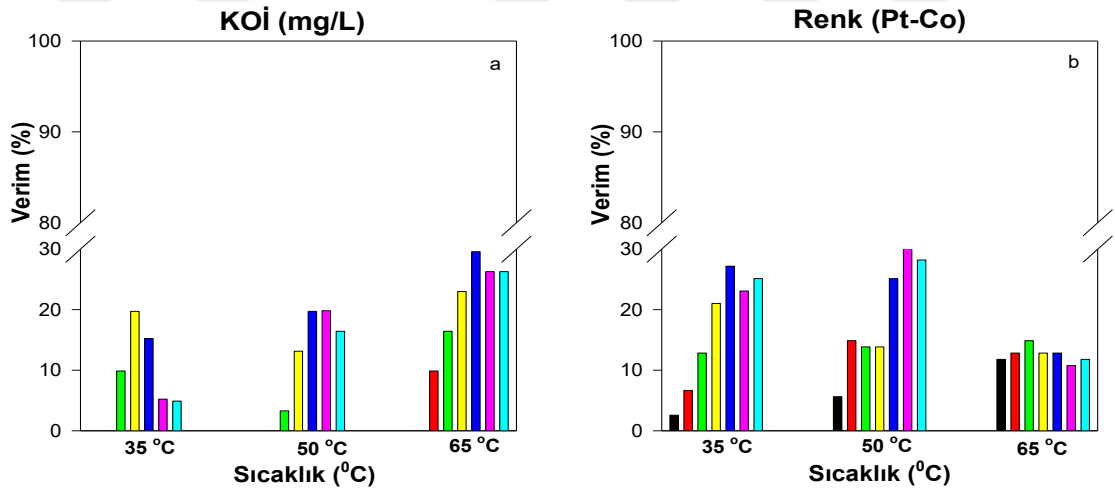 KOİ (mg/L)
a
Verim (%)
100
90
80
30
20
10
0
35 °C
50 °C
65 °C
Sıcaklık (⁰C)
Renk (Pt-Co)
b
Verim (%)
100
90
80
30
20
10
0
35 °C
50 °C
65 °C
Sıcaklık (⁰C)